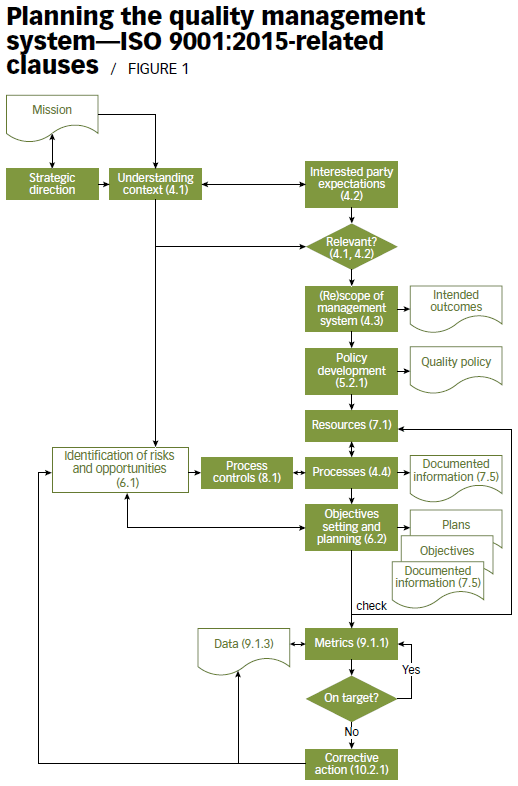 Planning the quality management
system—ISO 9001:2015-related
clauses / FIGURE 1
Mission
Strategic
direction
Understanding
context (4.1)
Interested party
expectations
(4.2)
Relevant?
(4.1, 4.2)
(Re)scope of
management
system (4.3)
Intended
outcomes
Policy
development
(5.2.1)
Quality policy
Resources (7.1)
Identification of risks
and opportunities
(6.1)
Process
controls (8.1)
Processes (4.4)
Documented
information (7.5)
Objectives
setting and
planning (6.2)
Plans
Objectives
Documented
information (7.5)
check
Data (9.1.3)
Metrics (9.1.1)
Yes
On target?
No
Corrective
action (10.2.1)